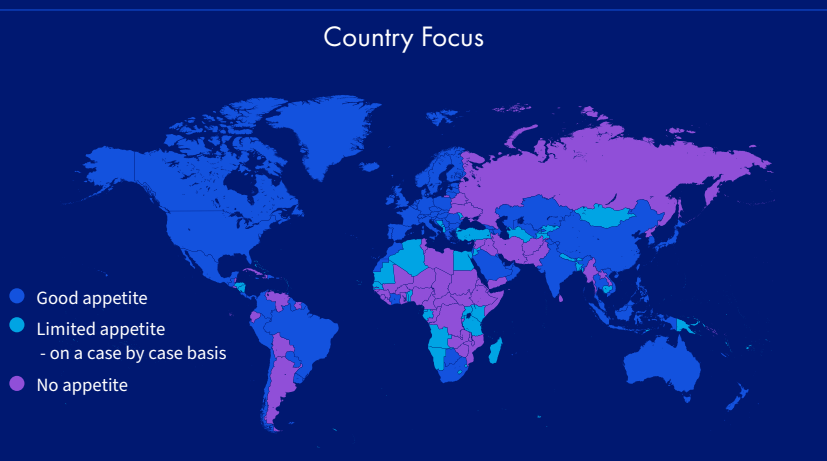 Country Focus
Good appetite
Limited appetite
- on a case by case basis
No appetite